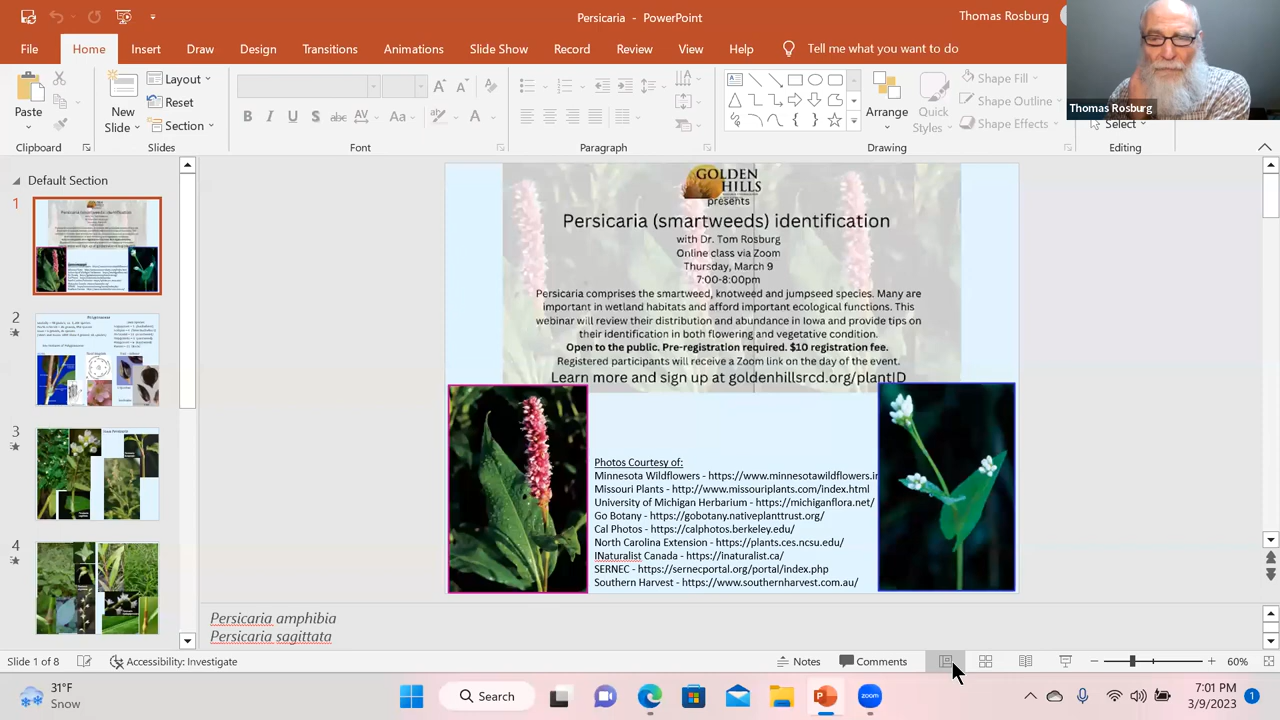 Persicaria - PowerPoint
Thomas Rosburg
File Home Insert Draw Design Transitions Animations Slide Show Record Review View Help Tell me what you want to do
Paste
New
Slide
Layout
Reset
Section
B I U S abc AV Aa A
Arrange
Quick
Styles
Shape Fill
Shape Outline
Shape Effects
Select
Thomas Rosburg
Clipboard Slides Font Paragraph Drawing Editing
Default Section
1
2
3
4
GOLDEN
HILLS
presents
Persicaria (smartweeds) identification
with Dr. Tom Rosburg
Online class via Zoom
Thursday, March 9
7:00-8:00pm
Persicaria comprises the smartweed, knotweed and jumpseed species. Many are
important in wetland habitats and afford important ecological functions. This
webinar will review their distribution and abundance in Iowa and provide tips on
their identification in both flowering and vegetative condition.
Open to the public. Pre-registration required. $10 registration fee.
Registered participants will receive a Zoom link on the day of the event.
Learn more and sign up at goldenhillsrcd.org/plantID
Photos Courtesy of:
Minnesota Wildflowers - https://www.minnesotawildflowers.in
Missouri Plants - http://www.missouriplants.com/index.html
University of Michigan Herbarium - https://michiganflora.net/
Go Botany - https://gobotany.nativeplanttrust.org/
Cal Photos - https://calphotos.berkeley.edu/
North Carolina Extension - https://plants.ces.ncsu.edu/
INaturalist Canada - https://inaturalist.ca/
SERNEC - https://sernecportal.org/portal/index.php
Southern Harvest - https://www.southernharvest.com.au/
Persicaria amphibia
Persicaria sagittata
Slide 1 of 8 Accessibility: Investigate Notes Comments 60%
31°F
Snow
Search
zoom
7:01 PM
3/9/2023
1